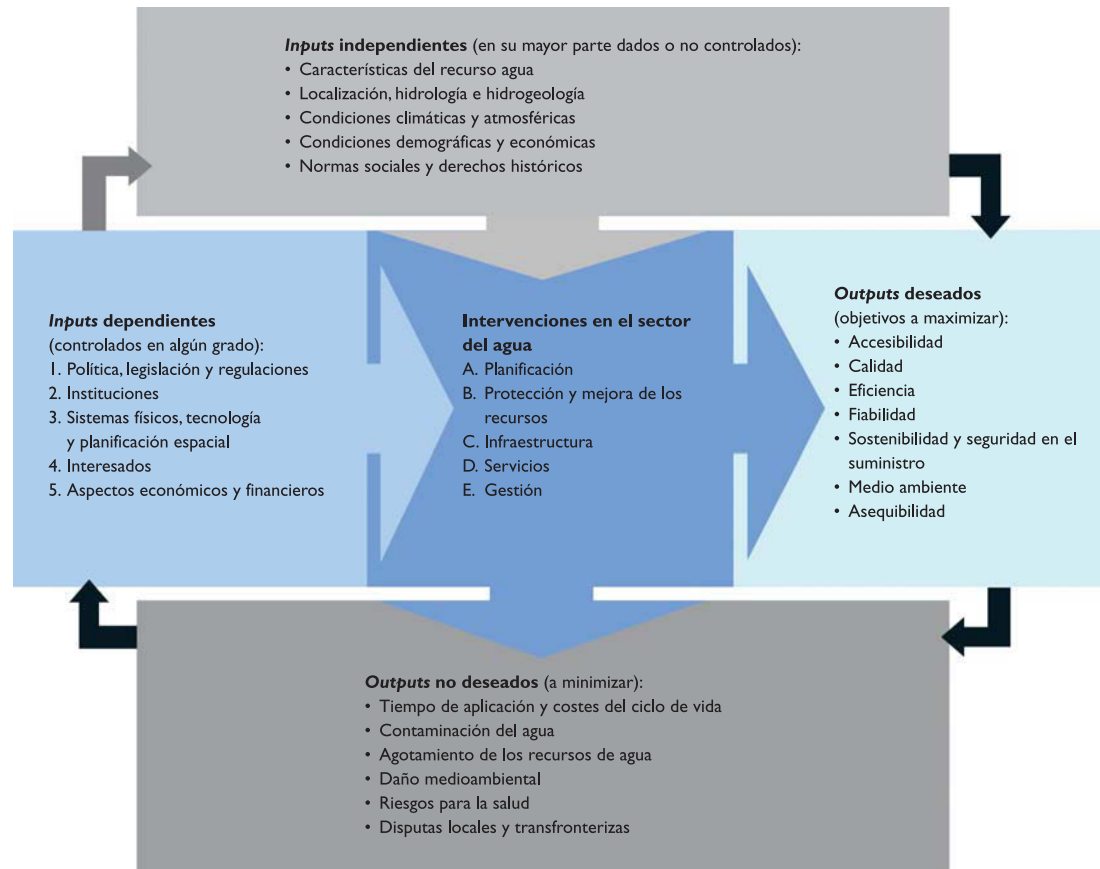 Inputs independientes (en su mayor parte dados o no controlados):
• Características del recurso agua
• Localización, hidrología e hidrogeología
• Condiciones climáticas y atmosféricas
• Condiciones demográficas y económicas
• Normas sociales y derechos históricos
Inputs dependientes
(controlados en algún grado):
1. Política, legislación y regulaciones
2. Instituciones
3. Sistemas físicos, tecnología
y planificación espacial
4. Interesados
5. Aspectos económicos y financieros
Intervenciones en el sector
del agua
A. Planificación
B. Protección y mejora de los
recursos
C. Infraestructura
D. Servicios
E. Gestión
Outputs deseados
(objetivos a maximizar):
• Accesibilidad
• Calidad
• Eficiencia
• Fiabilidad
• Sostenibilidad y seguridad en el
suministro
• Medio ambiente
• Asequibilidad
Outputs no deseados (a minimizar):
• Tiempo de aplicación y costes del ciclo de vida
• Contaminación del agua
• Agotamiento de los recursos de agua
• Daño medioambiental
• Riesgos para la salud
• Disputas locales y transfronterizas